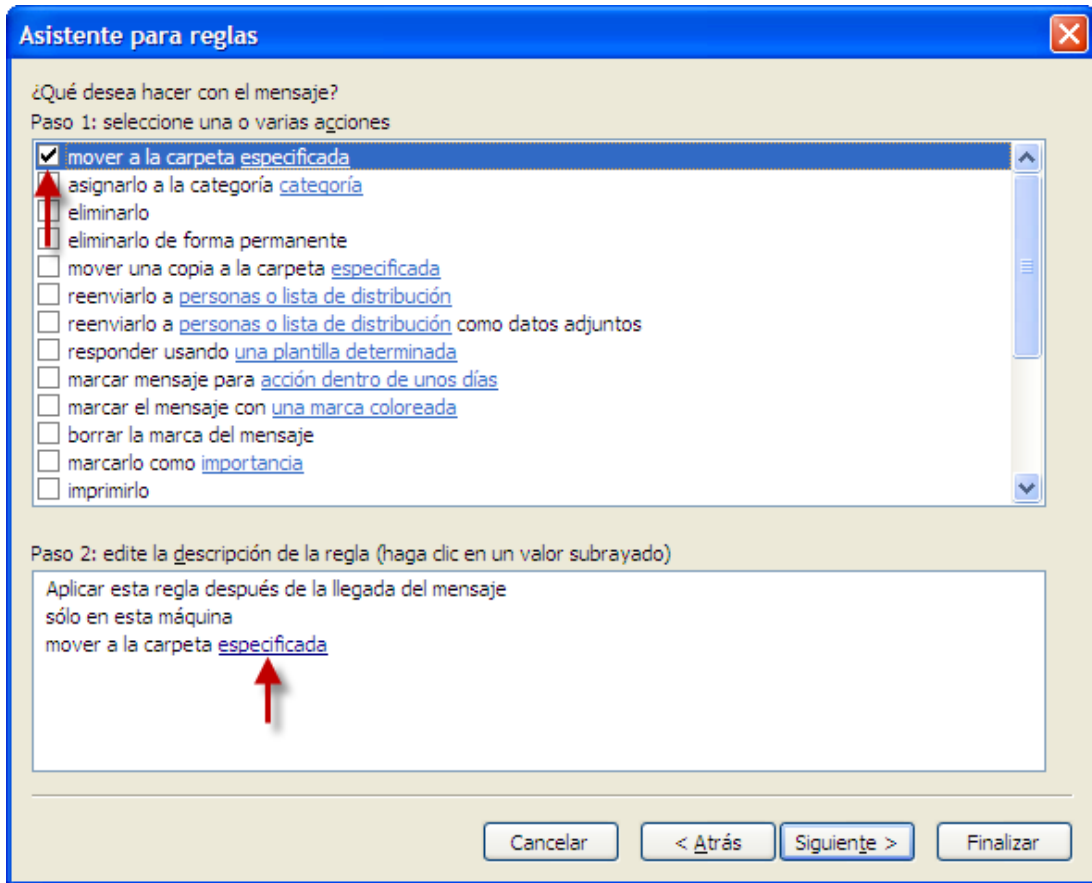 Asistente para reglas
¿Qué desea hacer con el mensaje?
Paso 1: seleccione una o varias acciones
mover a la carpeta especificada
asignarlo a la categoría categoría
eliminarlo
eliminarlo de forma permanente
mover una copia a la carpeta especificada
reenviarlo a personas o lista de distribución
reenviarlo a personas o lista de distribución como datos adjuntos
responder usando una plantilla determinada
marcar mensaje para acción dentro de unos días
marcar el mensaje con una marca coloreada
borrar la marca del mensaje
marcarlo como importancia
imprimirlo
Paso 2: edite la descripción de la regla (haga clic en un valor subrayado)
Aplicar esta regla después de la llegada del mensaje
sólo en esta máquina
mover a la carpeta especificada
Cancelar < Atrás Siguiente > Finalizar